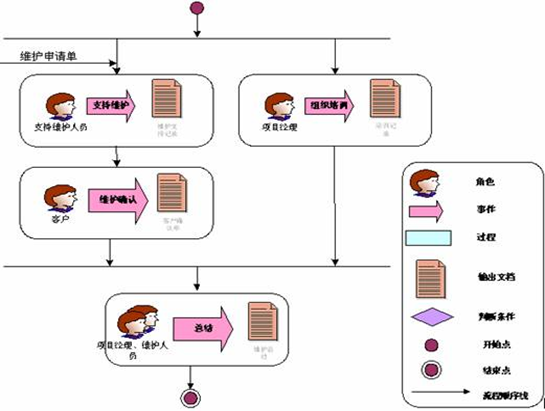 维护申请单
支持维护
支持维护人员
维护支
持记录
组织培训
项目经理
培训记
录
维护确认
客户
客户确
认单
总结
项目经理、维护人
员
维护总
结
角色
事件
过程
输出文档
判断条件
开始点
结束点
流程顺序线